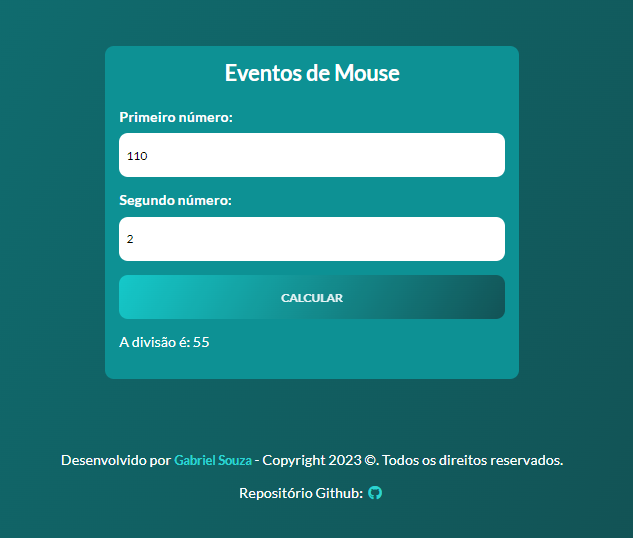 Eventos de Mouse
Primeiro número:
110
Segundo número:
2
CALCULAR
A divisão é: 55
Desenvolvido por Gabriel Souza - Copyright 2023 ©. Todos os direitos reservados.
Repositório Github: